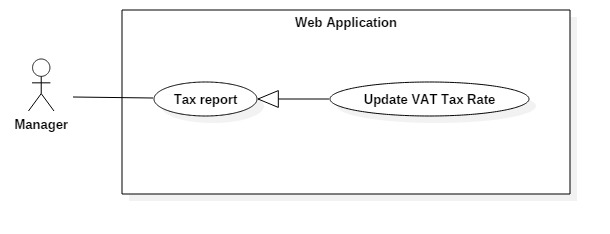 Web Application
Tax report
Update VAT Tax Rate
Manager